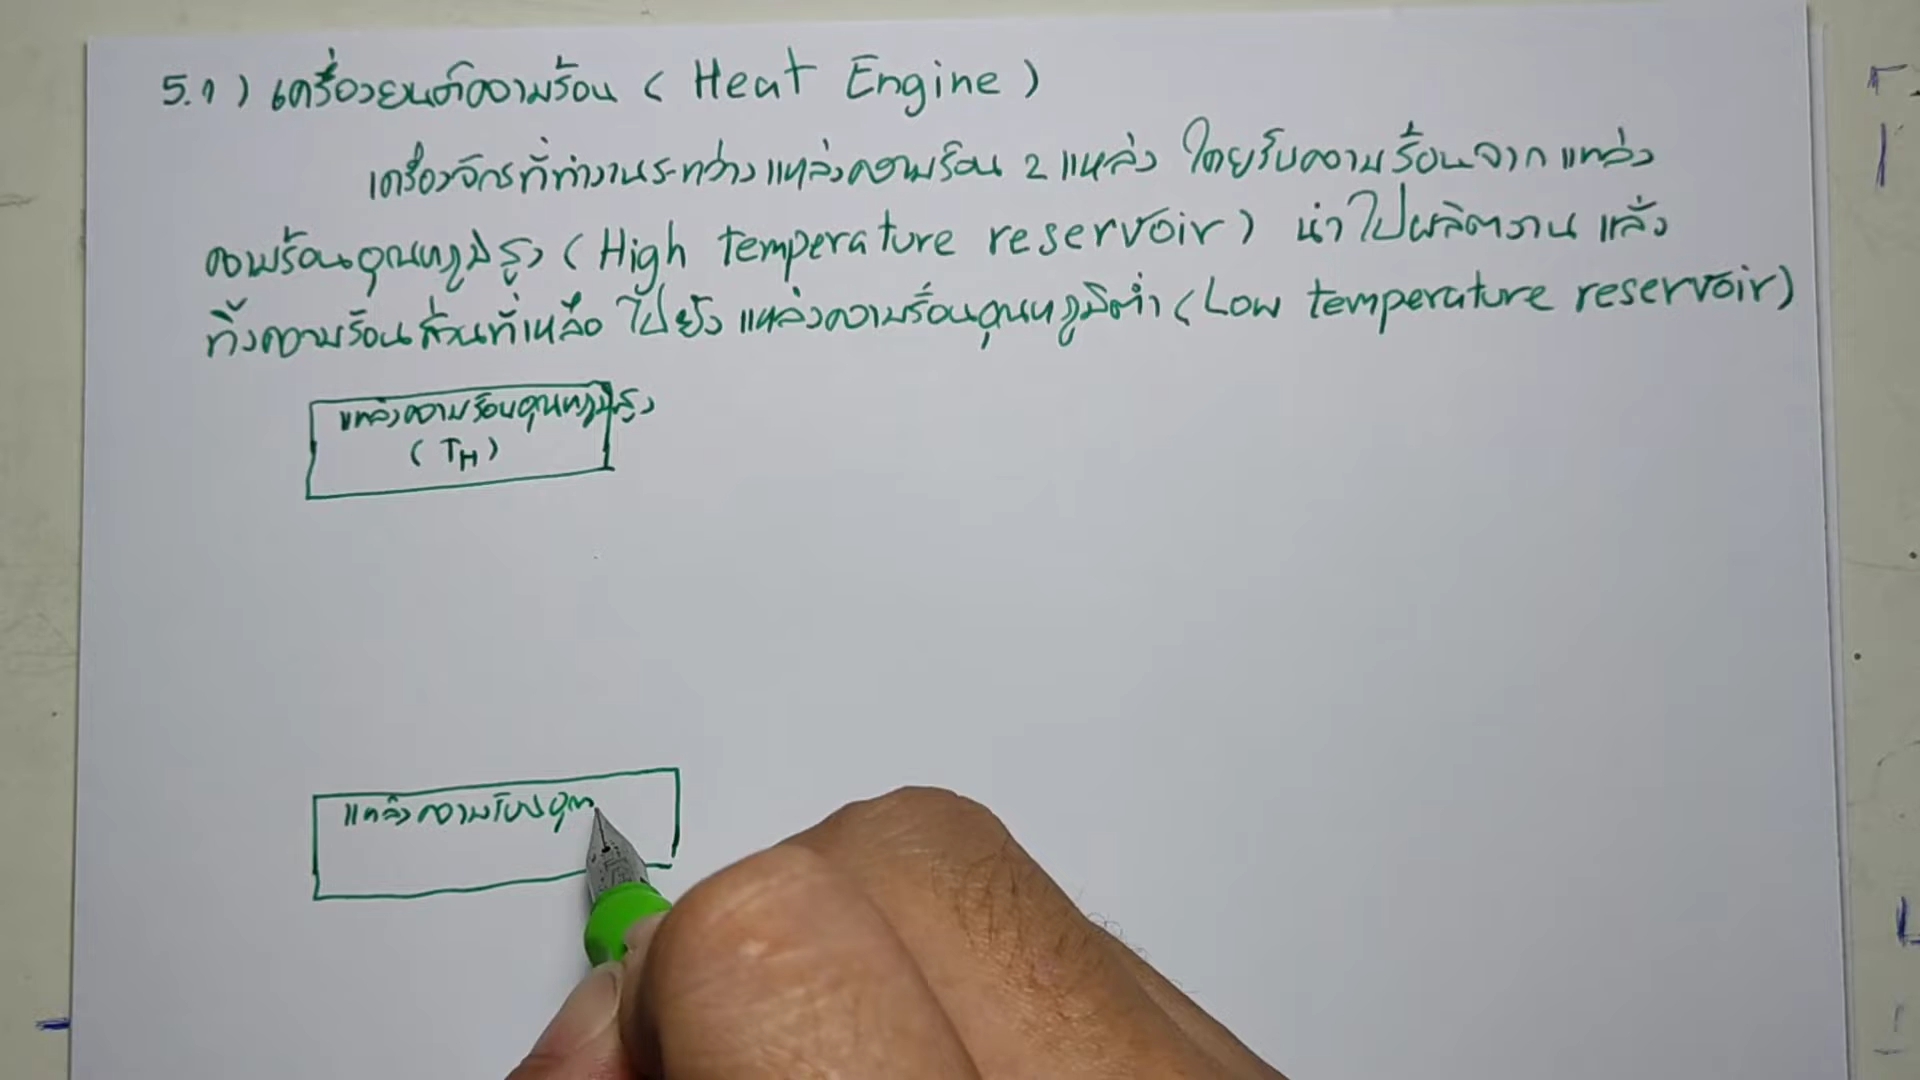 5.1) เครื่องยนต์ความร้อน (Heat Engine)
เครื่องจักรที่ทำงานระหว่างแหล่งความร้อน 2 แหล่ง โดยรับความร้อนจากแหล่ง
ความร้อนอุณหภูมิสูง (High temperature reservoir) นำไปผลิตงาน แล้ว
ทิ้งความร้อนส่วนที่เหลือ ไปยัง แหล่งความร้อนอุณหภูมิต่ำ (Low temperature reservoir)
แหล่งความร้อนอุณหภูมิสูง
(TH)
แหล่งความร้อนอุณ